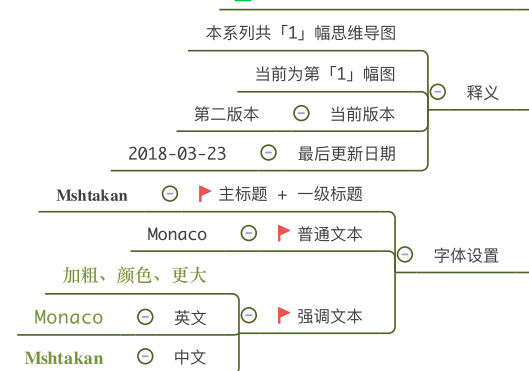 本系列共「1」幅思维导图
当前为第「1」幅图
第二版本 当前版本
释义
2018-03-23 最后更新日期
Mshtakan 主标题 + 一级标题
Monaco 普通文本
字体设置
加粗、颜色、更大
Monaco 英文 强调文本
Mshtakan 中文